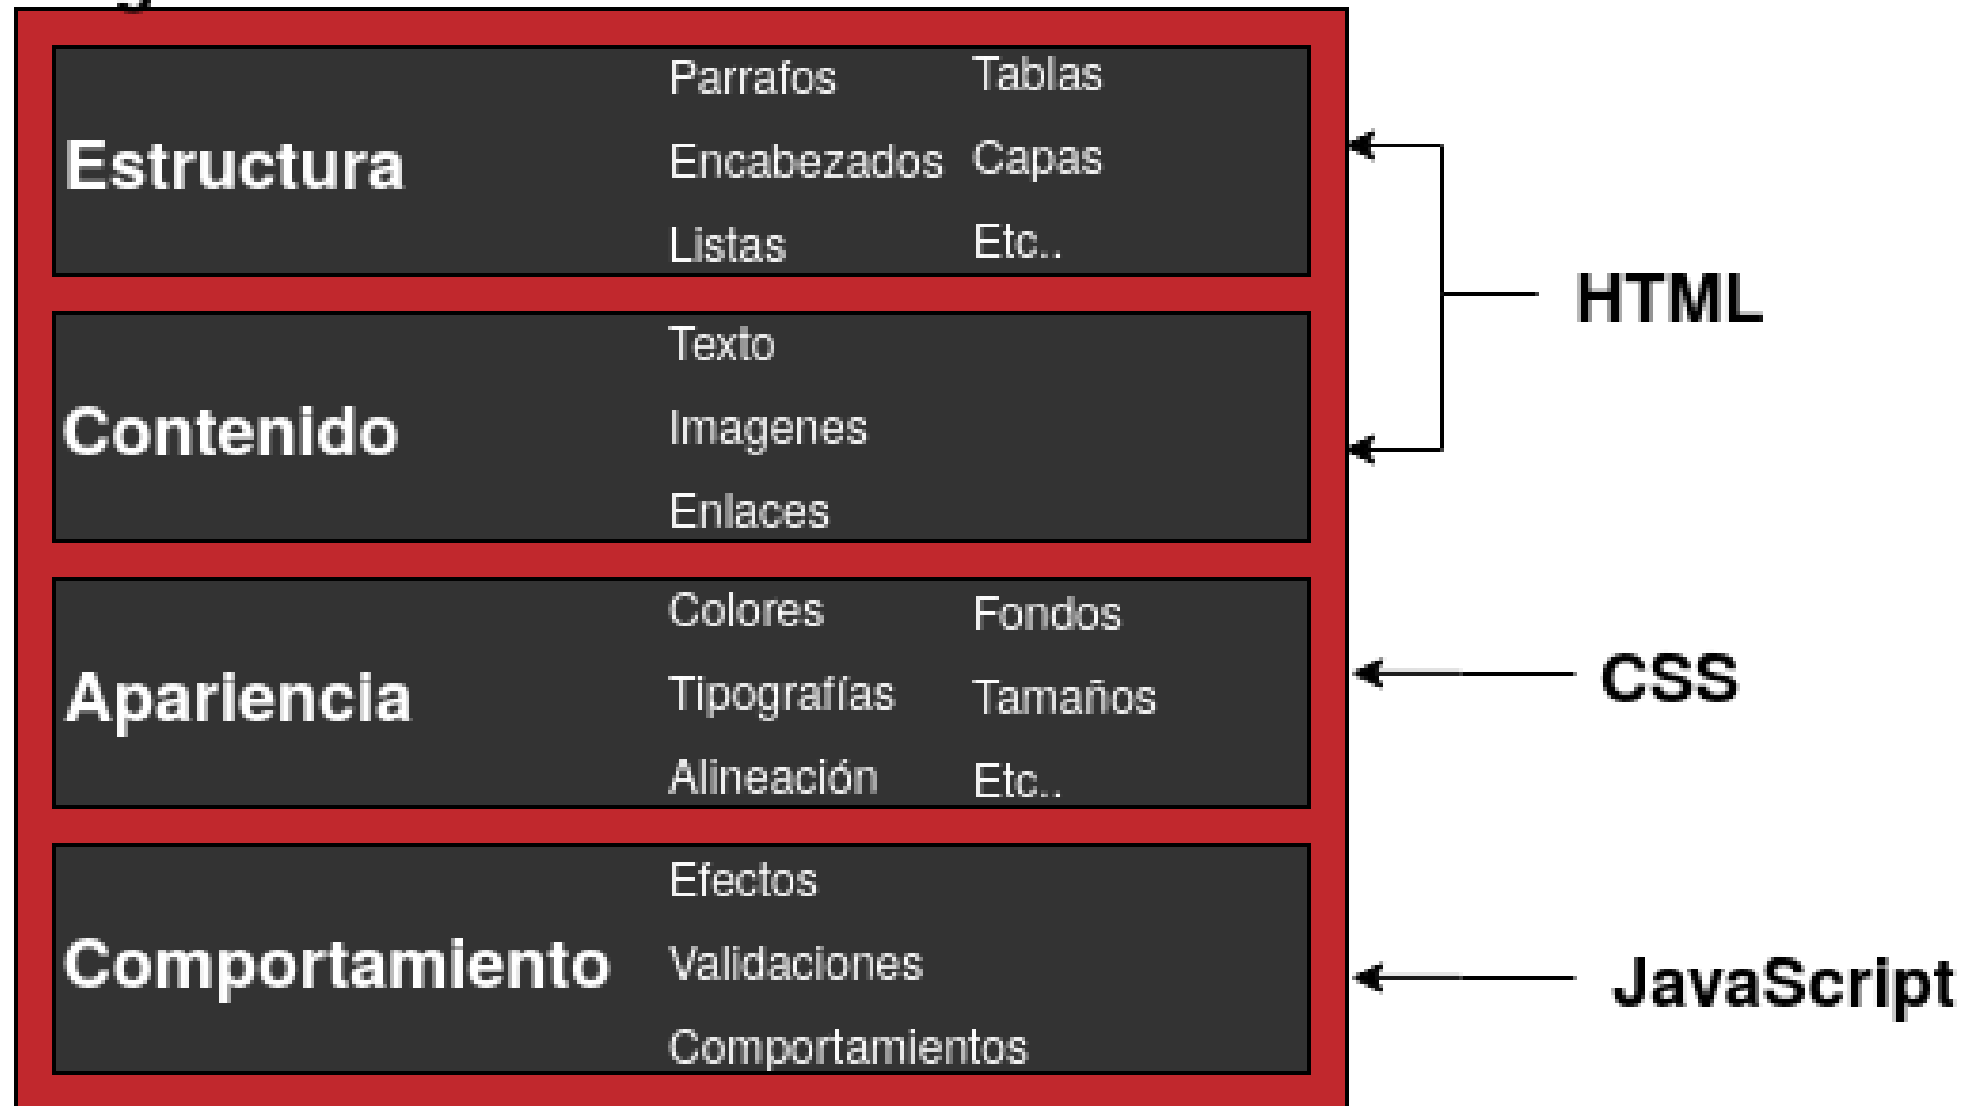 Estructura
Parrafos
Encabezados
Listas
Tablas
Capas
Etc..
HTML
Contenido
Texto
Imagenes
Enlaces
Apariencia
Colores
Tipografías
Alineación
Fondos
Tamaños
Etc..
CSS
Comportamiento
Efectos
Validaciones
Comportamientos
JavaScript